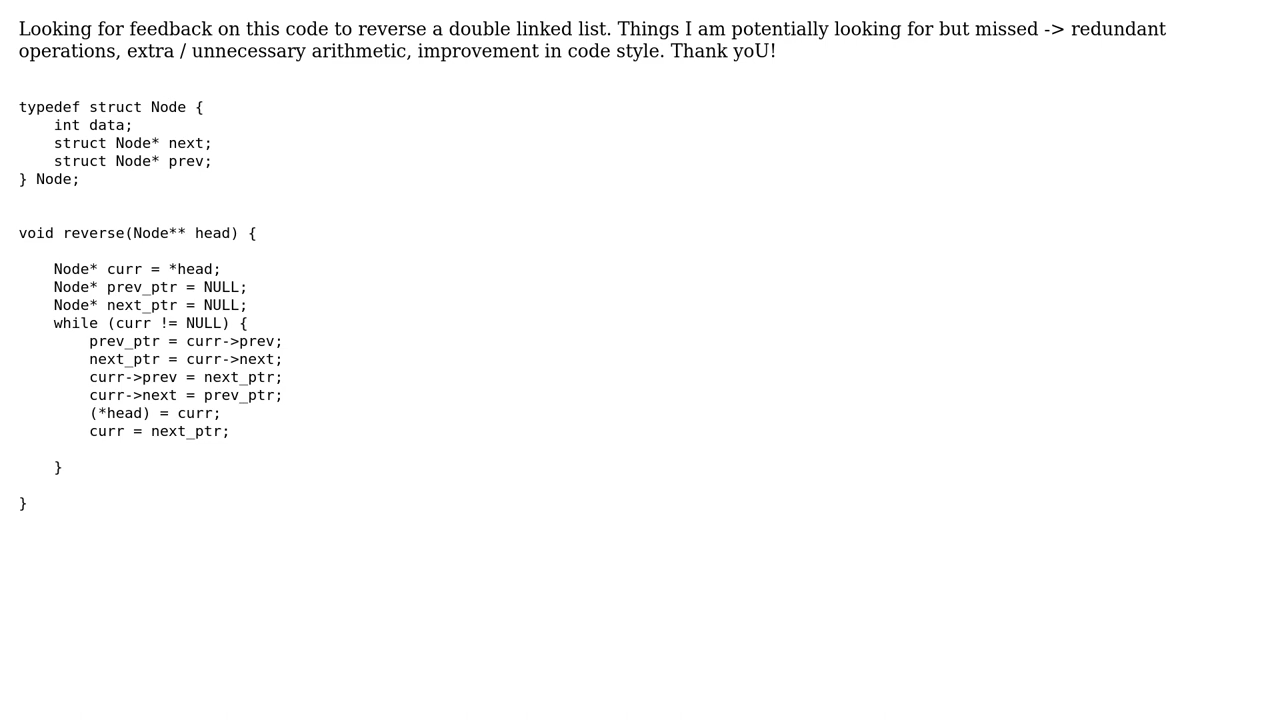 Looking for feedback on this code to reverse a double linked list. Things I am potentially looking for but missed -> redundant
operations, extra / unnecessary arithmetic, improvement in code style. Thank yoU!
typedef struct Node {
    int data;
    struct Node* next;
    struct Node* prev;
} Node;
void reverse(Node** head) {
    Node* curr = *head;
    Node* prev_ptr = NULL;
    Node* next_ptr = NULL;
    while (curr != NULL) {
        prev_ptr = curr->prev;
        next_ptr = curr->next;
        curr->prev = next_ptr;
        curr->next = prev_ptr;
        (*head) = curr;
        curr = next_ptr;
    }
}